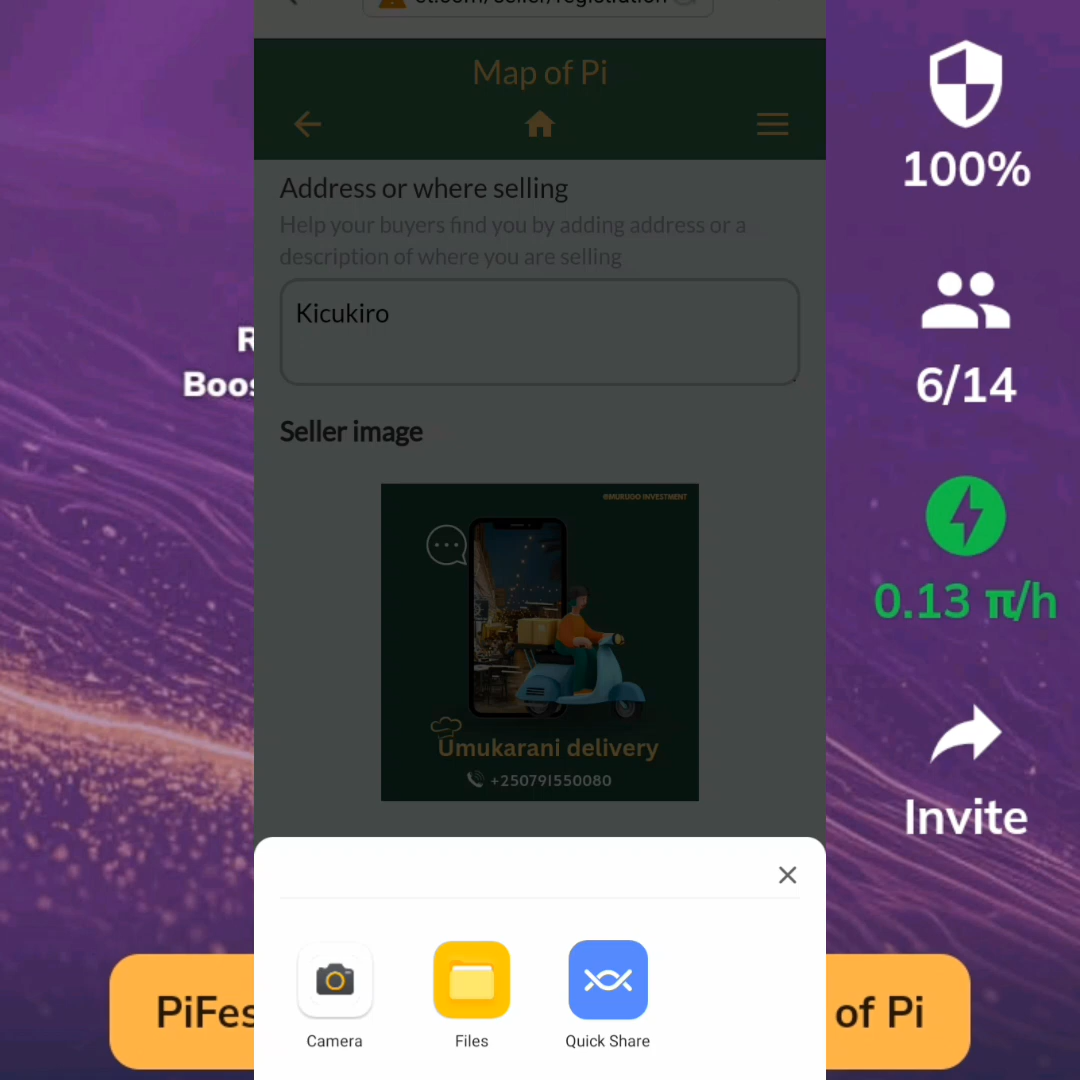 Map of Pi
Address or where selling
Help your buyers find you by adding address or a
description of where you are selling
Kicukiro
Seller image
@MURUGO INVESTMENT
Umukarani delivery
+250791550080
Camera
Files
Quick Share
100%
6/14
0.13 π/h
Invite
PiFes
of Pi
Boos